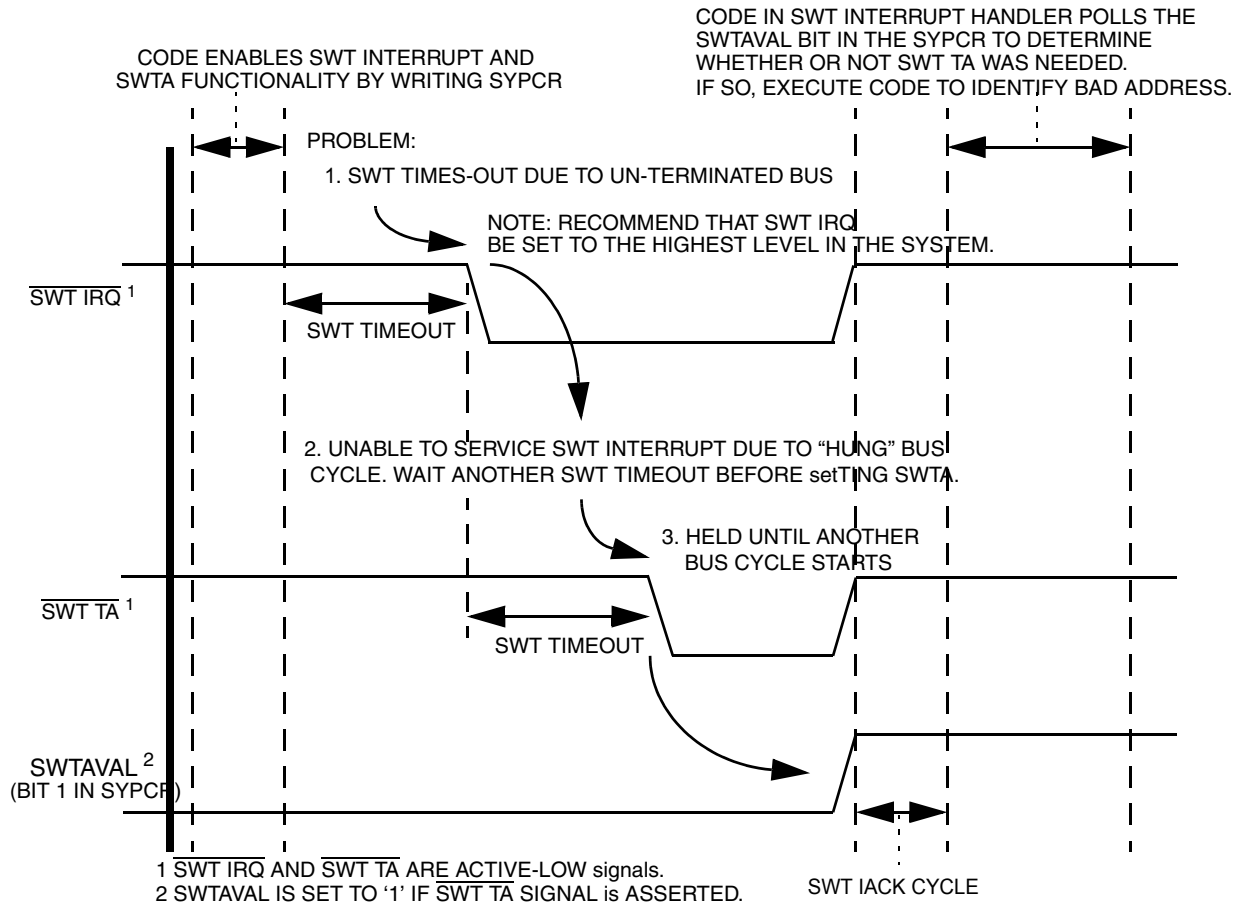 CODE IN SWT INTERRUPT HANDLER POLLS THE
SWTAVAL BIT IN THE SYPCR TO DETERMINE
WHETHER OR NOT SWT TA WAS NEEDED.
IF SO, EXECUTE CODE TO IDENTIFY BAD ADDRESS.
CODE ENABLES SWT INTERRUPT AND
SWTA FUNCTIONALITY BY WRITING SYPCR
PROBLEM:
1. SWT TIMES-OUT DUE TO UN-TERMINATED BUS
NOTE: RECOMMEND THAT SWT IRQ
BE SET TO THE HIGHEST LEVEL IN THE SYSTEM.
SWT IRQ 1
SWT TIMEOUT
2. UNABLE TO SERVICE SWT INTERRUPT DUE TO “HUNG” BUS
CYCLE. WAIT ANOTHER SWT TIMEOUT BEFORE setTING SWTA.
3. HELD UNTIL ANOTHER
BUS CYCLE STARTS
SWT TA 1
SWT TIMEOUT
SWTAVAL 2
(BIT 1 IN SYPCR)
1 SWT IRQ AND SWT TA ARE ACTIVE-LOW signals.
2 SWTAVAL IS SET TO ‘1’ IF SWT TA SIGNAL is ASSERTED.
SWT IACK CYCLE